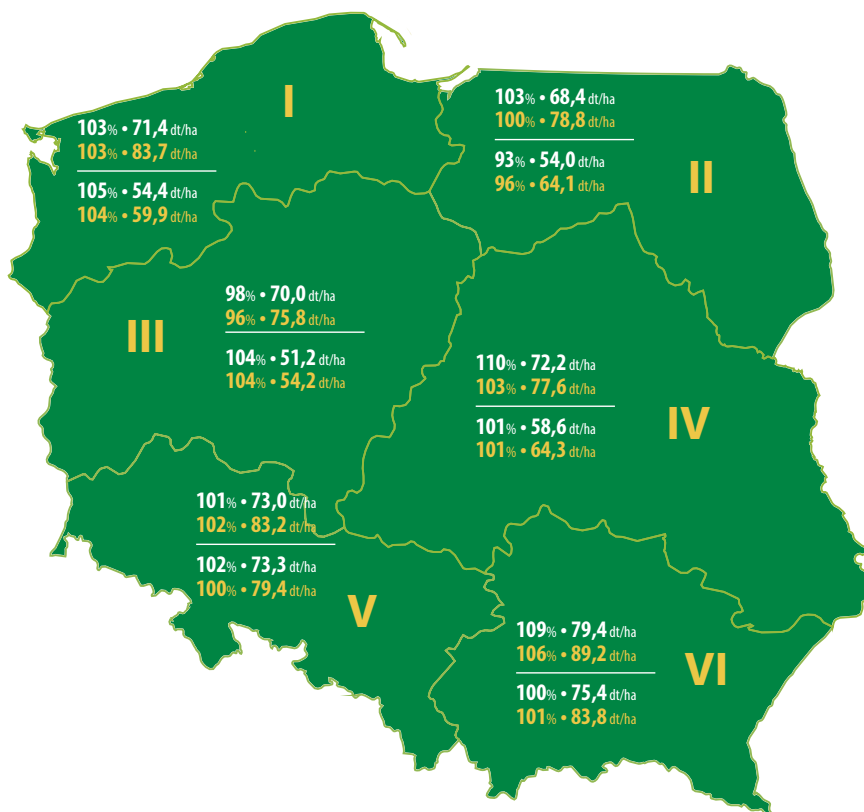 I
103% • 71,4 dt/ha
103% • 83,7 dt/ha
105% • 54,4 dt/ha
104% • 59,9 dt/ha
103% • 68,4 dt/ha
100% • 78,8 dt/ha
93% • 54,0 dt/ha
96% • 64,1 dt/ha
II
III
98% • 70,0 dt/ha
96% • 75,8 dt/ha
104% • 51,2 dt/ha
104% • 54,2 dt/ha
110% • 72,2 dt/ha
103% • 77,6 dt/ha
101% • 58,6 dt/ha
101% • 64,3 dt/ha
IV
101% • 73,0 dt/ha
102% • 83,2 dt/ha
102% • 73,3 dt/ha
100% • 79,4 dt/ha
V
109% • 79,4 dt/ha
106% • 89,2 dt/ha
100% • 75,4 dt/ha
101% • 83,8 dt/ha
VI